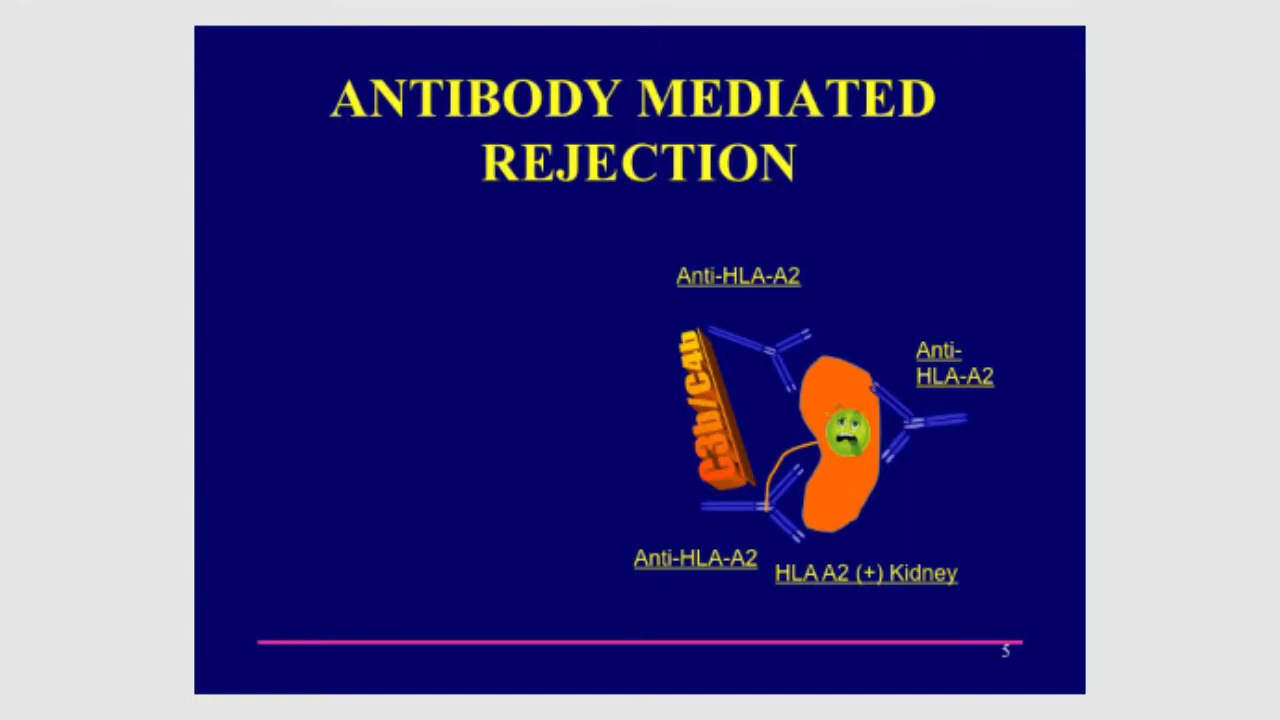 ANTIBODY MEDIATED
REJECTION
Anti-HLA-A2
Anti-
HLA-A2
C3b/C4b
Anti-HLA-A2
HLA A2 (+) Kidney
5